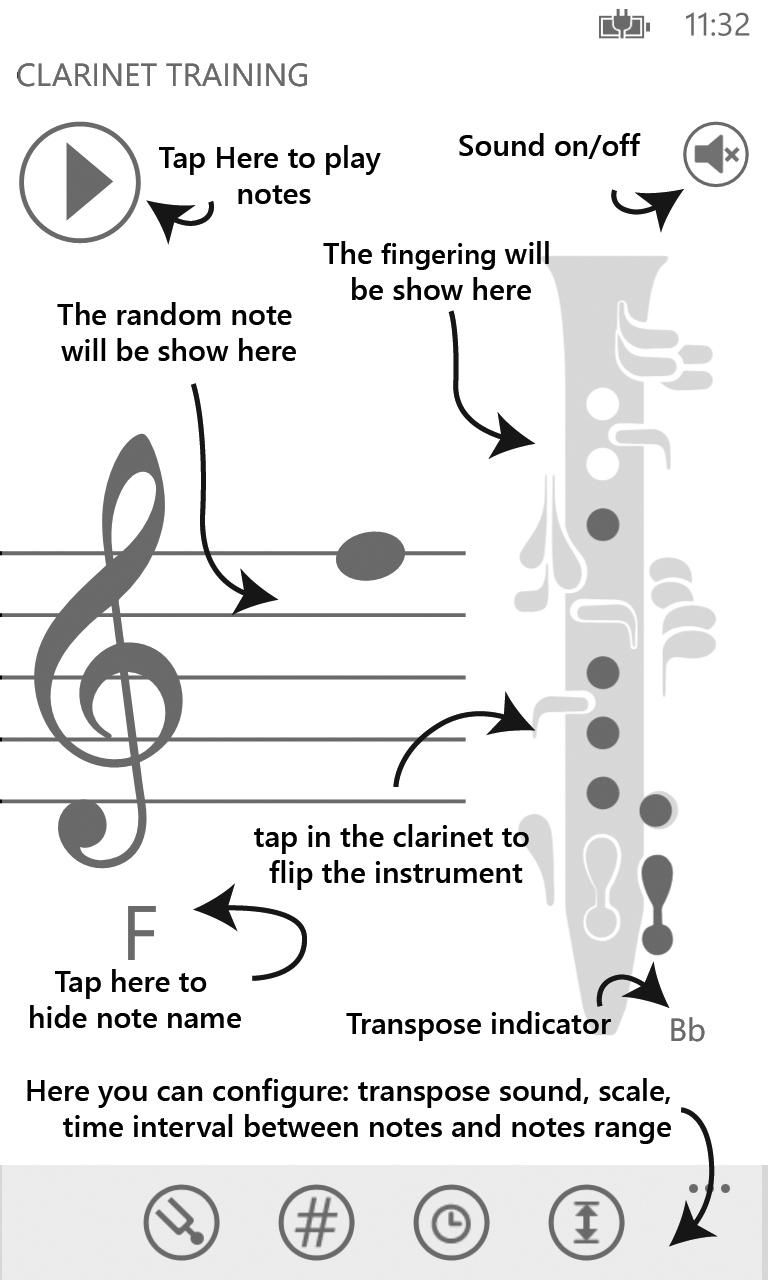 11:32
CLARINET TRAINING
Tap Here to play
notes
Sound on/off
The fingering will
be show here
The random note
will be show here
tap in the clarinet to
flip the instrument
F
Tap here to
hide note name
Transpose indicator
Bb
Here you can configure: transpose sound, scale,
time interval between notes and notes range